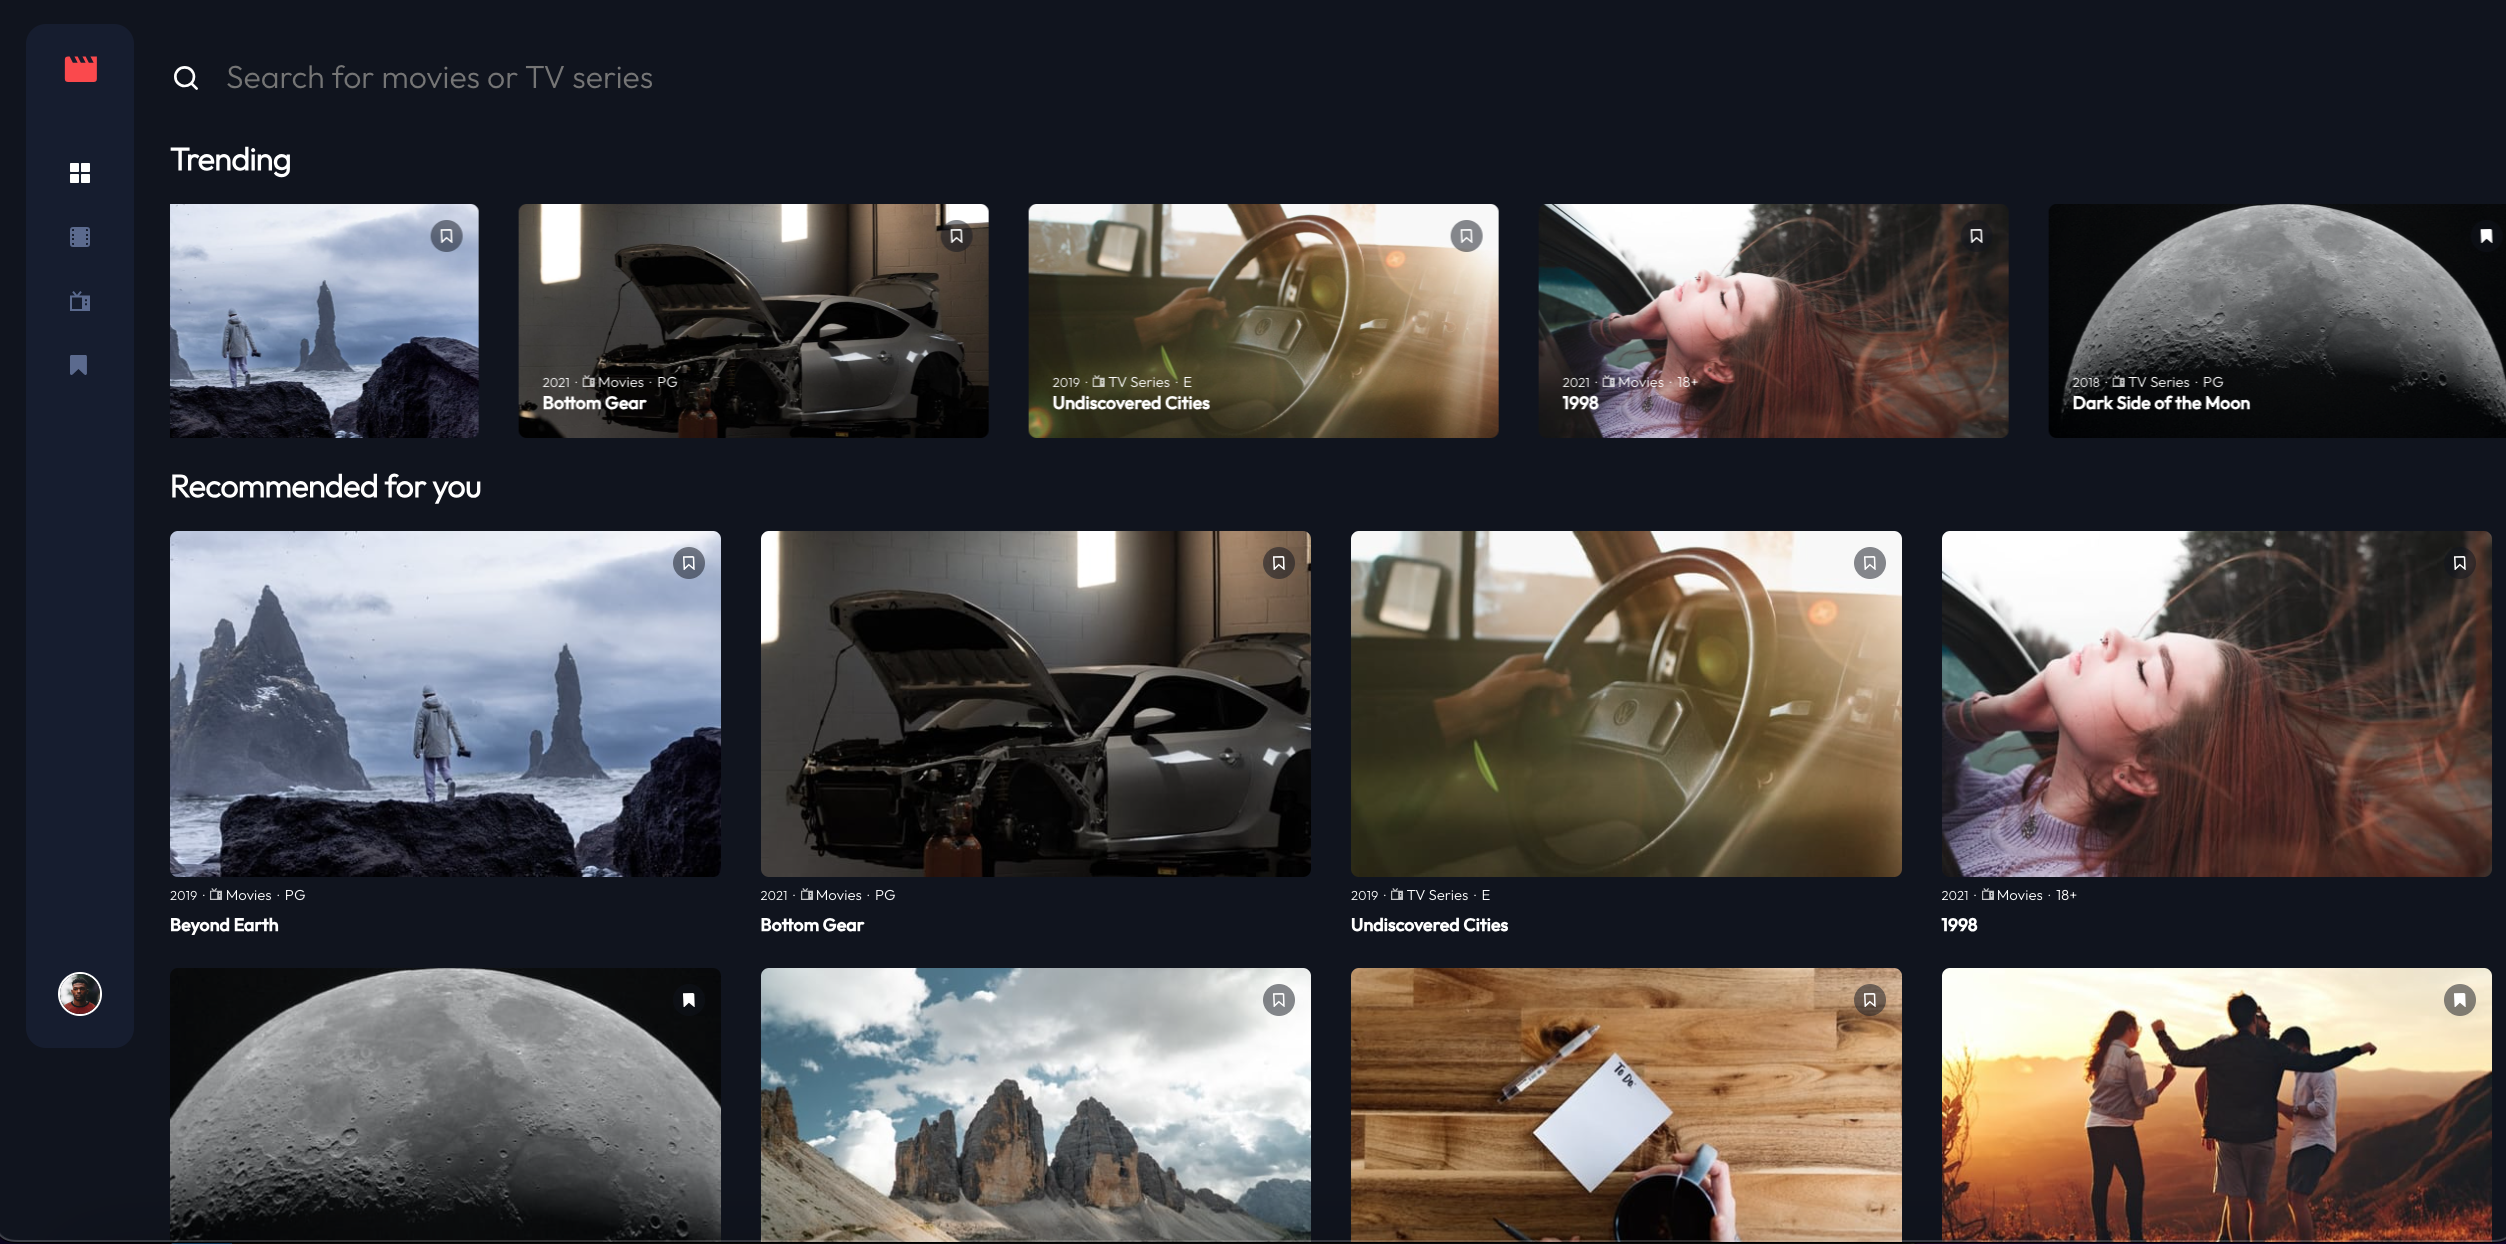 Search for movies or TV series
Trending
2021 · Movies · PG
Bottom Gear
2019 · TV Series · E
Undiscovered Cities
2021 · Movies · 18+
1998
2018 · TV Series · PG
Dark Side of the Moon
Recommended for you
2019 · Movies · PG
Beyond Earth
2021 · Movies · PG
Bottom Gear
2019 · TV Series · E
Undiscovered Cities
2021 · Movies · 18+
1998
To Do: